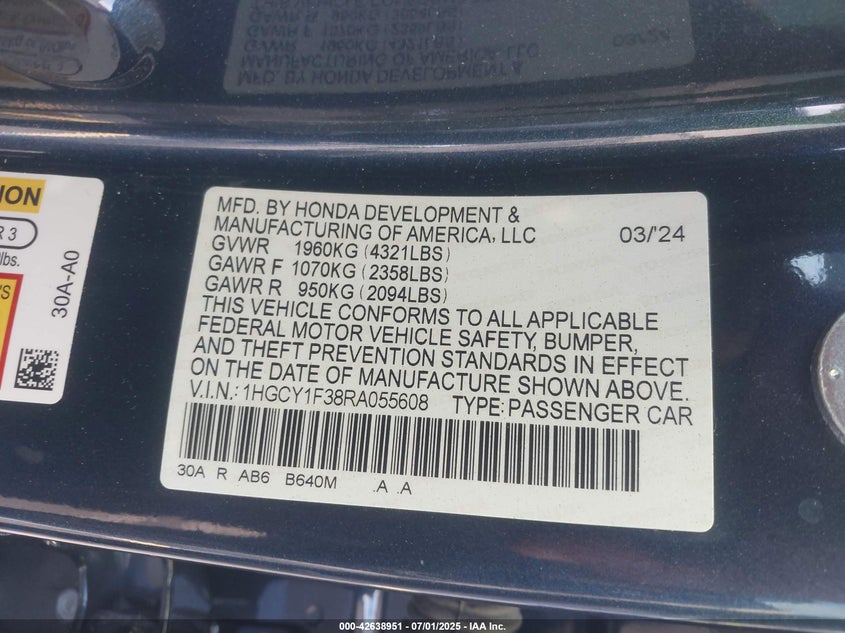 MFD. BY HONDA DEVELOPMENT &
MANUFACTURING OF AMERICA, LLC 03/'24
GVWR 1960KG (4321LBS)
GAWR F 1070KG (2358LBS)
GAWR R 950KG (2094LBS)
THIS VEHICLE CONFORMS TO ALL APPLICABLE
FEDERAL MOTOR VEHICLE SAFETY, BUMPER,
AND THEFT PREVENTION STANDARDS IN EFFECT
ON THE DATE OF MANUFACTURE SHOWN ABOVE.
V.I.N.: 1HGCY1F38RA055608 TYPE: PASSENGER CAR
30A R AB6 B640M .A .A
R 3
lbs.
30A-A0
000-42638951 - 07/01/2025 - IAA Inc.